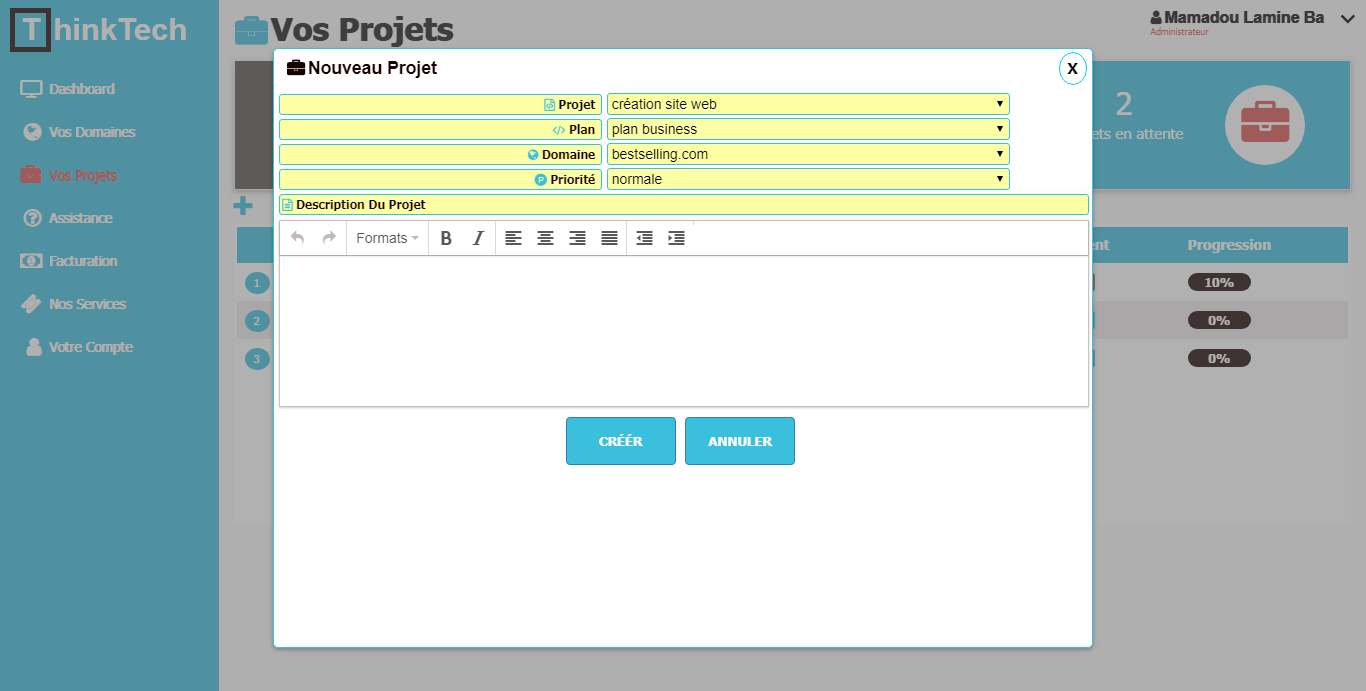 ThinkTech
Dashboard
Vos Domaines
Vos Projets
Assistance
Facturation
Nos Services
Votre Compte
Vos Projets
Mamadou Lamine Ba
Administrateur
2
ets en attente
Nouveau Projet
X
Projet création site web
Plan plan business
Domaine bestselling.com
P Priorité normale
Description Du Projet
Formats B I
CRÉÉR ANNULER
nt Progression
1 10%
2 0%
3 0%